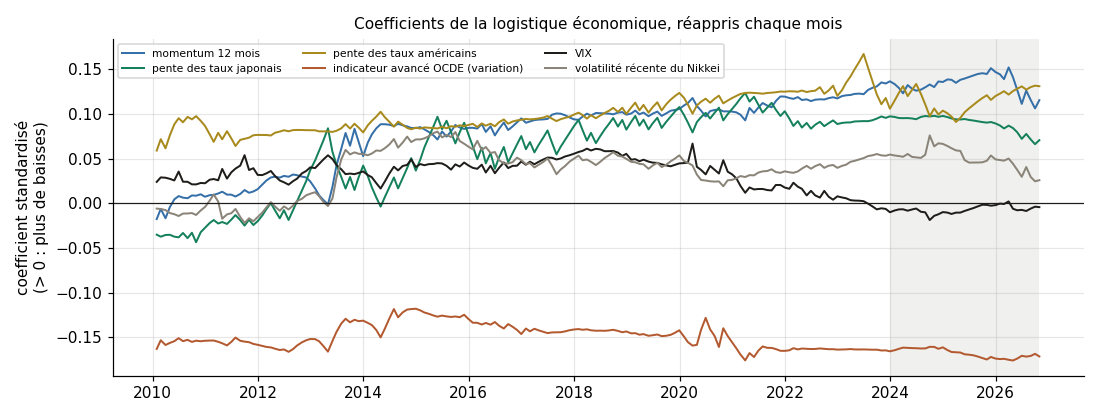 Coefficients de la logistique économique, réappris chaque mois
momentum 12 mois
pente des taux japonais
pente des taux américains
indicateur avancé OCDE (variation)
VIX
volatilité récente du Nikkei
coefficient standardisé
(> 0 : plus de baisses)
0.15
0.10
0.05
0.00
−0.05
−0.10
−0.15
2010 2012 2014 2016 2018 2020 2022 2024 2026